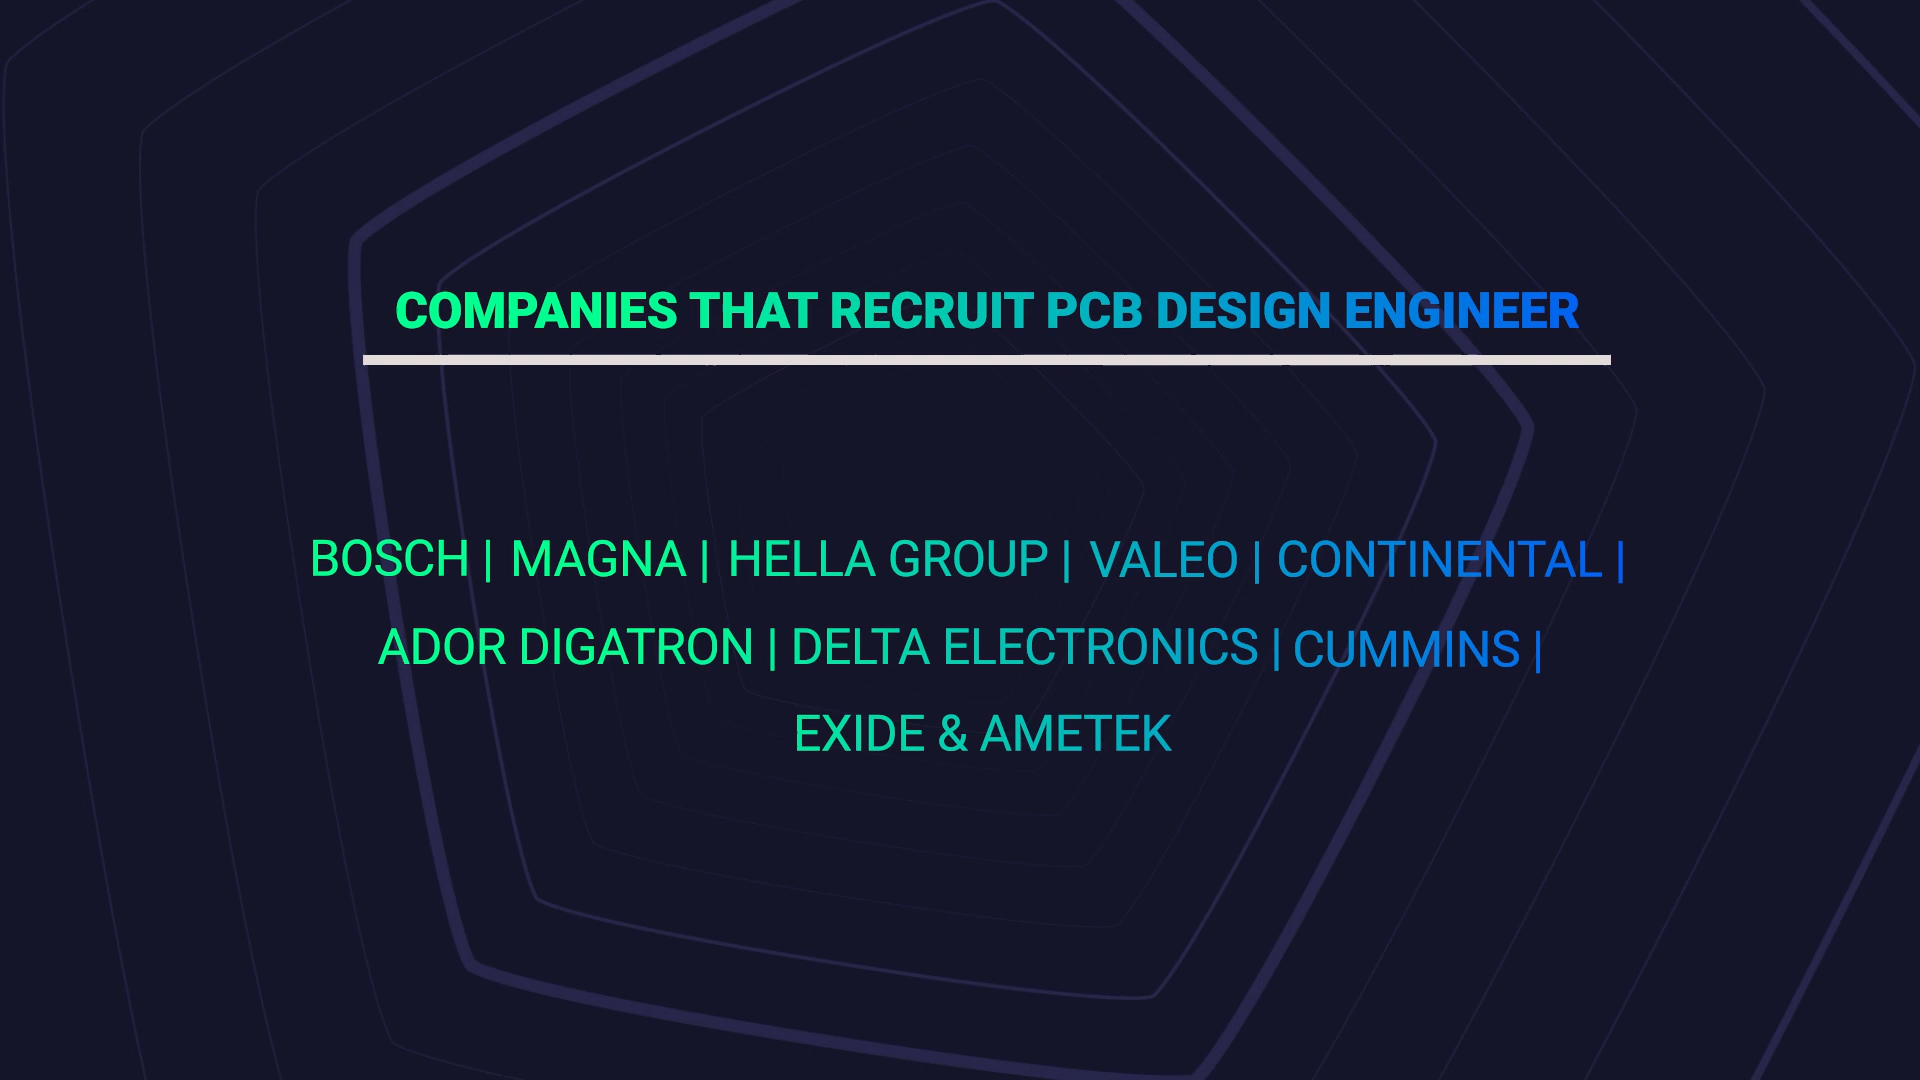 COMPANIES THAT RECRUIT PCB DESIGN ENGINEER
BOSCH | MAGNA | HELLA GROUP | VALEO | CONTINENTAL |
ADOR DIGATRON | DELTA ELECTRONICS | CUMMINS |
EXIDE & AMETEK